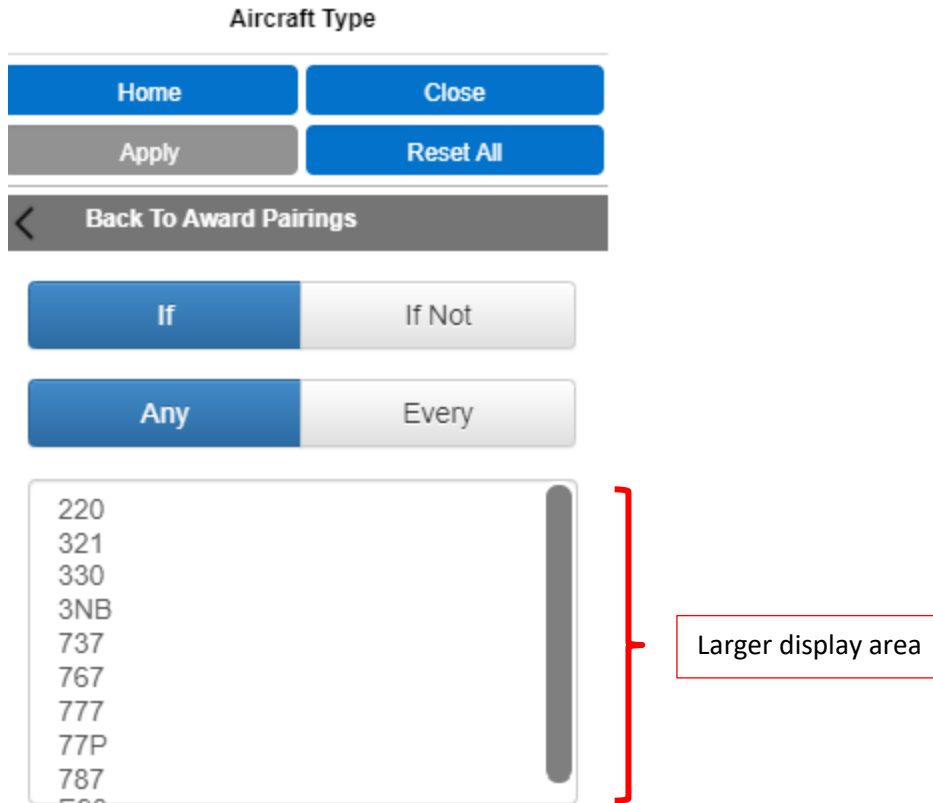 Aircraft Type
Home Close
Apply Reset All
Back To Award Pairings
If If Not
Any Every
220
321
330
3NB
737
767
777
77P
787
Larger display area